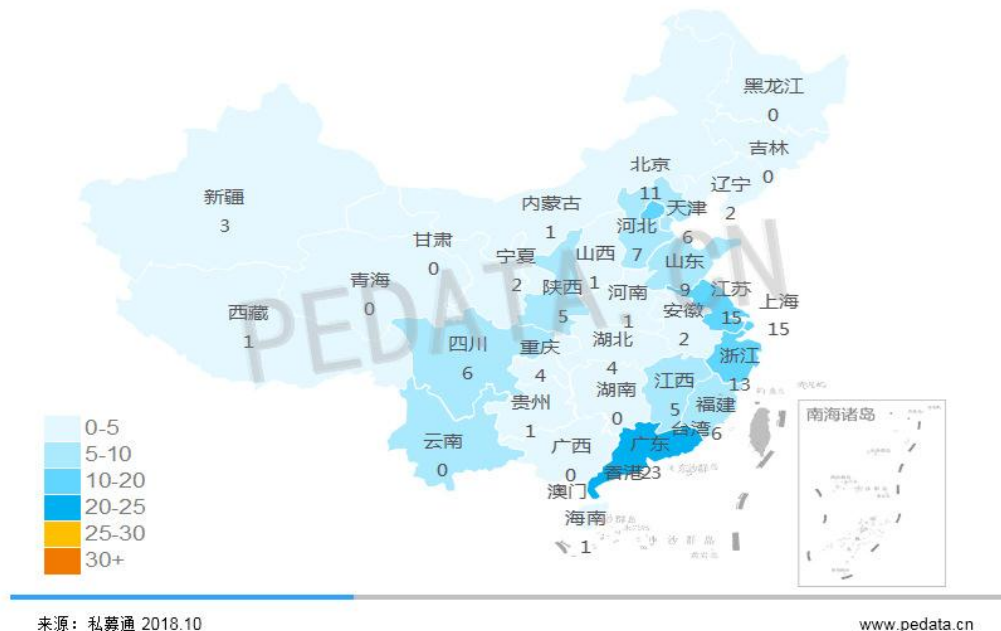 黑龙江
0
吉林
0
北京
11
辽宁
2
天津
6
新疆
3
内蒙古
1
河北
7
甘肃
0
宁夏
2
山西
1
山东
9
青海
0
陕西
5
河南
1
江苏
15
上海
15
西藏
1
安徽
2
四川
6
重庆
4
湖北
4
浙江
13
湖南
0
江西
5
贵州
1
福建
6
云南
0
广西
0
广东
23
台湾
香港
澳门
海南
1
南海诸岛
PEDATA.CN
0-5
5-10
10-20
20-25
25-30
30+
来源：私募通 2018.10
www.pedata.cn